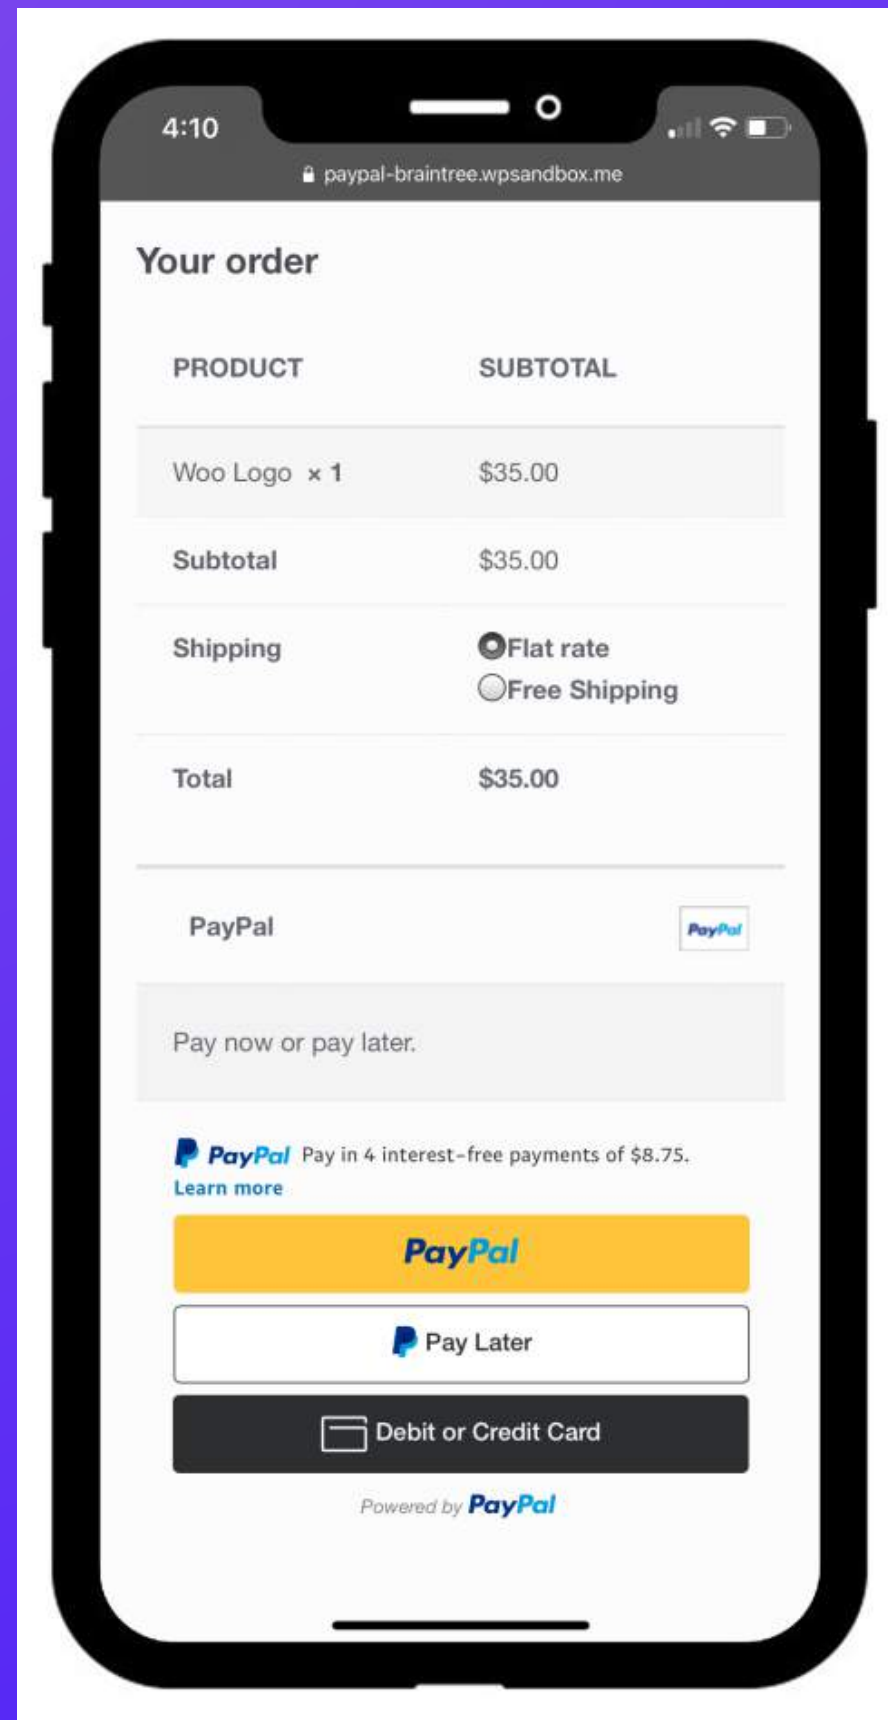 4:10
paypal-braintree.wpsandbox.me
Your order
PRODUCT SUBTOTAL
Woo Logo × 1 $35.00
Subtotal $35.00
Shipping Flat rate
Free Shipping
Total $35.00
PayPal PayPal
Pay now or pay later.
PayPal Pay in 4 interest-free payments of $8.75.
Learn more
PayPal
Pay Later
Debit or Credit Card
Powered by PayPal